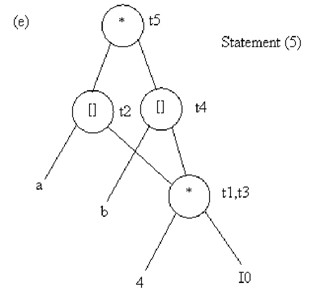 (e)
* t5
Statement (5)
[] t2
[] t4
a
b
* t1,t3
4
I0